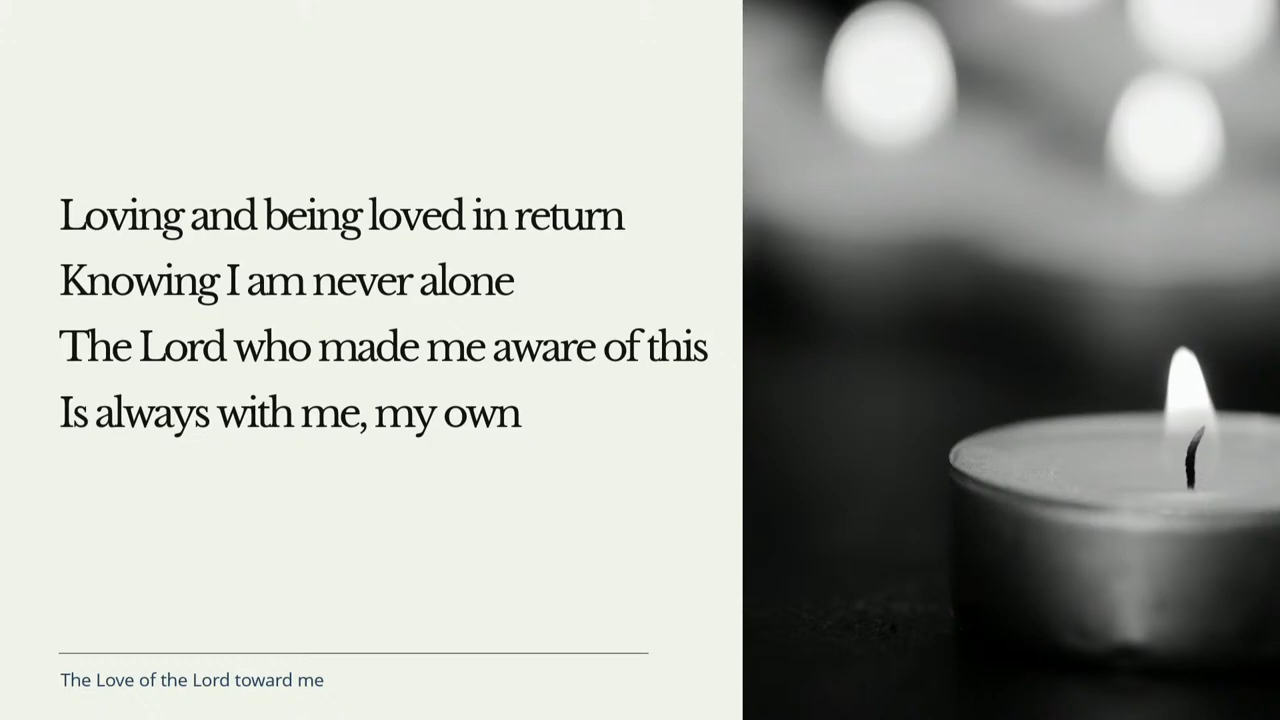 Loving and being loved in return
Knowing I am never alone
The Lord who made me aware of this
Is always with me, my own
The Love of the Lord toward me